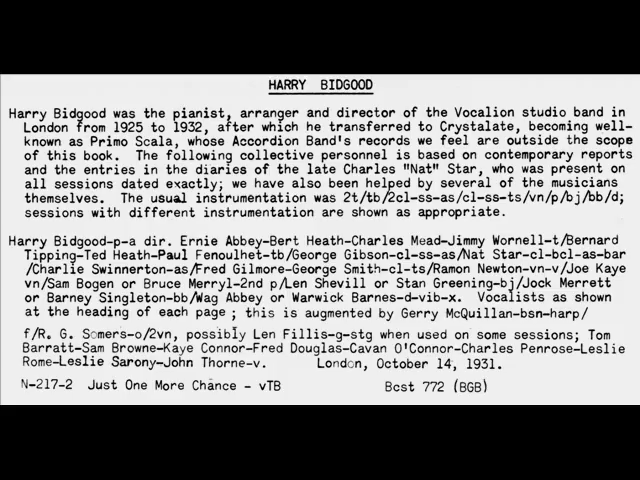 HARRY BIDGOOD
Harry Bidgood was the pianist, arranger and director of the Vocalion studio band in
London from 1925 to 1932, after which he transferred to Crystalate, becoming well-
known as Primo Scala, whose Accordion Band's records we feel are outside the scope
of this book. The following collective personnel is based on contemporary reports
and the entries in the diaries of the late Charles "Nat" Star, who was present on
all sessions dated exactly; we have also been helped by several of the musicians
themselves. The usual instrumentation was 2t/tb/2cl-ss-as/cl-ss-ts/vn/p/bj/bb/d;
sessions with different instrumentation are shown as appropriate.
Harry Bidgood-p-a dir. Ernie Abbey-Bert Heath-Charles Mead-Jimmy Wornell-t/Bernard
Tipping-Ted Heath-Paul Fenoulhet-tb/George Gibson-cl-ss-as/Nat Star-cl-bcl-as-bar
/Charlie Swinnerton-as/Fred Gilmore-George Smith-cl-ts/Ramon Newton-vn-v/Joe Kaye
vn/Sam Bogen or Bruce Merryl-2nd p/Len Shevill or Stan Greening-bj/Jock Merrett
or Barney Singleton-bb/Wag Abbey or Warwick Barnes-d-vib-x. Vocalists as shown
at the heading of each page; this is augmented by Gerry McQuillan-bsn-harp/
f/R. G. Somers-o/2vn, possibly Len Fillis-g-stg when used on some sessions; Tom
Barratt-Sam Browne-Kaye Connor-Fred Douglas-Cavan O'Connor-Charles Penrose-Leslie
Rome-Leslie Sarony-John Thorne-v. London, October 14, 1931.
N-217-2 Just One More Chance - vTB Bcst 772 (BGB)